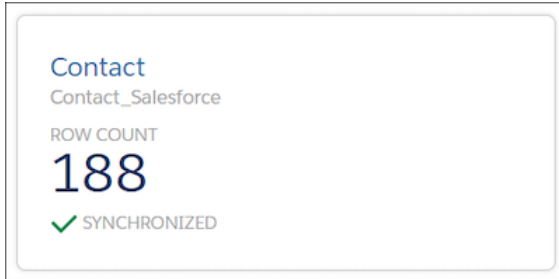 Contact
Contact_Salesforce
ROW COUNT
188
SYNCHRONIZED